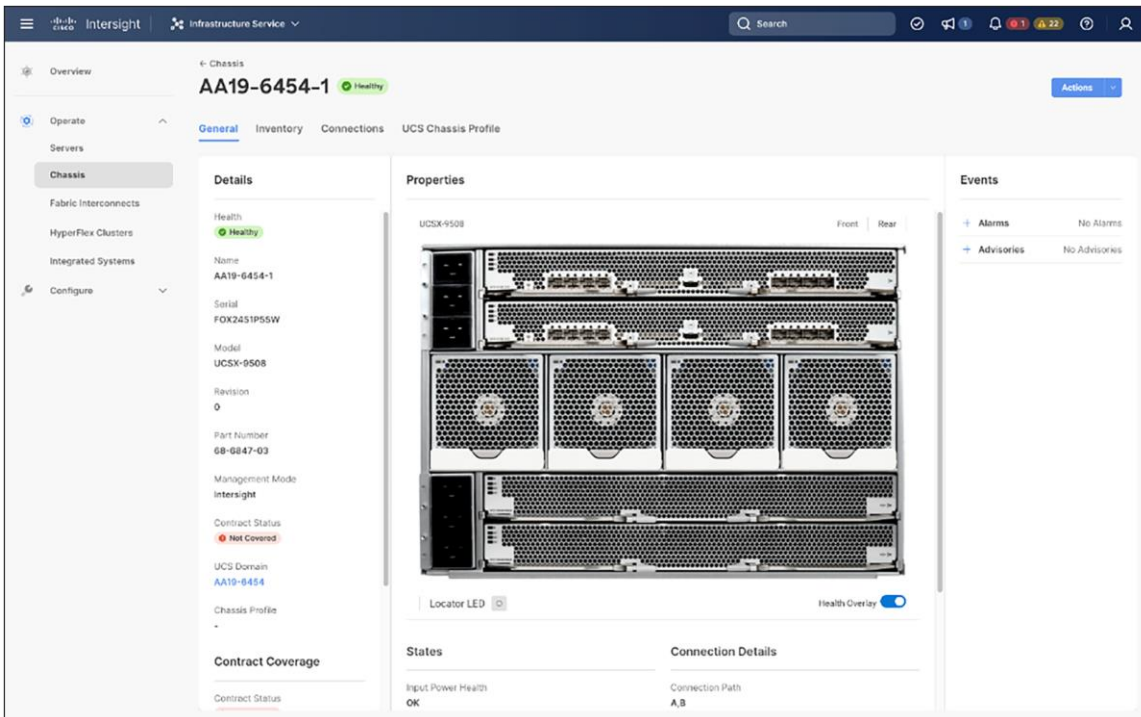 cisco Intersight Infrastructure Service Search 1 1 22
Overview
Operate
Servers
Chassis
Fabric Interconnects
HyperFlex Clusters
Integrated Systems
Configure
← Chassis
AA19-6454-1 Healthy
Actions
General Inventory Connections UCS Chassis Profile
Details
Health
Healthy
Name
AA19-6454-1
Serial
FOX2451P55W
Model
UCSX-9508
Revision
0
Part Number
68-6847-03
Management Mode
Intersight
Contract Status
Not Covered
UCS Domain
AA19-6454
Chassis Profile
-
Contract Coverage
Contract Status
Properties
UCSX-9508 Front Rear
Locator LED Health Overlay
States
Input Power Health
OK
Connection Details
Connection Path
A,B
Events
+ Alarms No Alarms
+ Advisories No Advisories